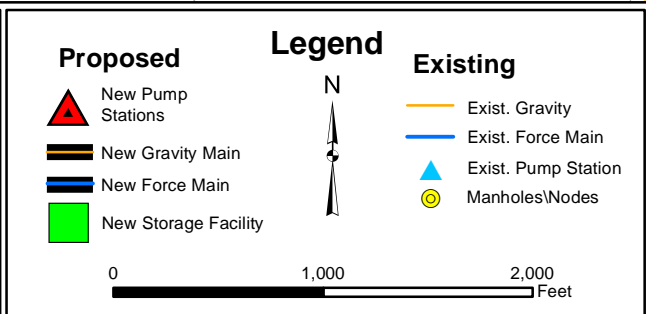 Legend
Proposed
New Pump
Stations
New Gravity Main
New Force Main
New Storage Facility
N
Existing
Exist. Gravity
Exist. Force Main
Exist. Pump Station
Manholes\Nodes
0 1,000 2,000
Feet